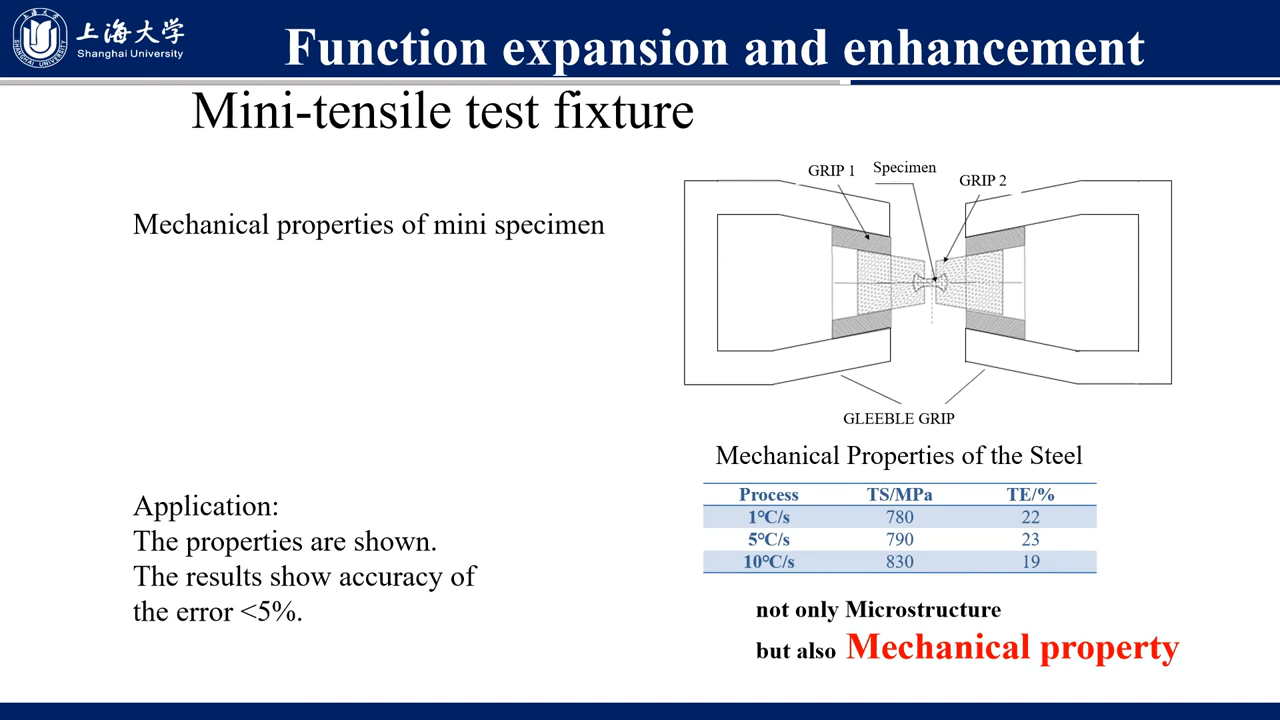 上海大学
Shanghai University
SHANGHAI UNIVERSITY
Function expansion and enhancement
Mini-tensile test fixture
Mechanical properties of mini specimen
GRIP 1
Specimen
GRIP 2
GLEEBLE GRIP
Mechanical Properties of the Steel
Process TS/MPa TE/%
1℃/s 780 22
5℃/s 790 23
10℃/s 830 19
Application:
The properties are shown.
The results show accuracy of
the error <5%.
not only Microstructure
but also Mechanical property